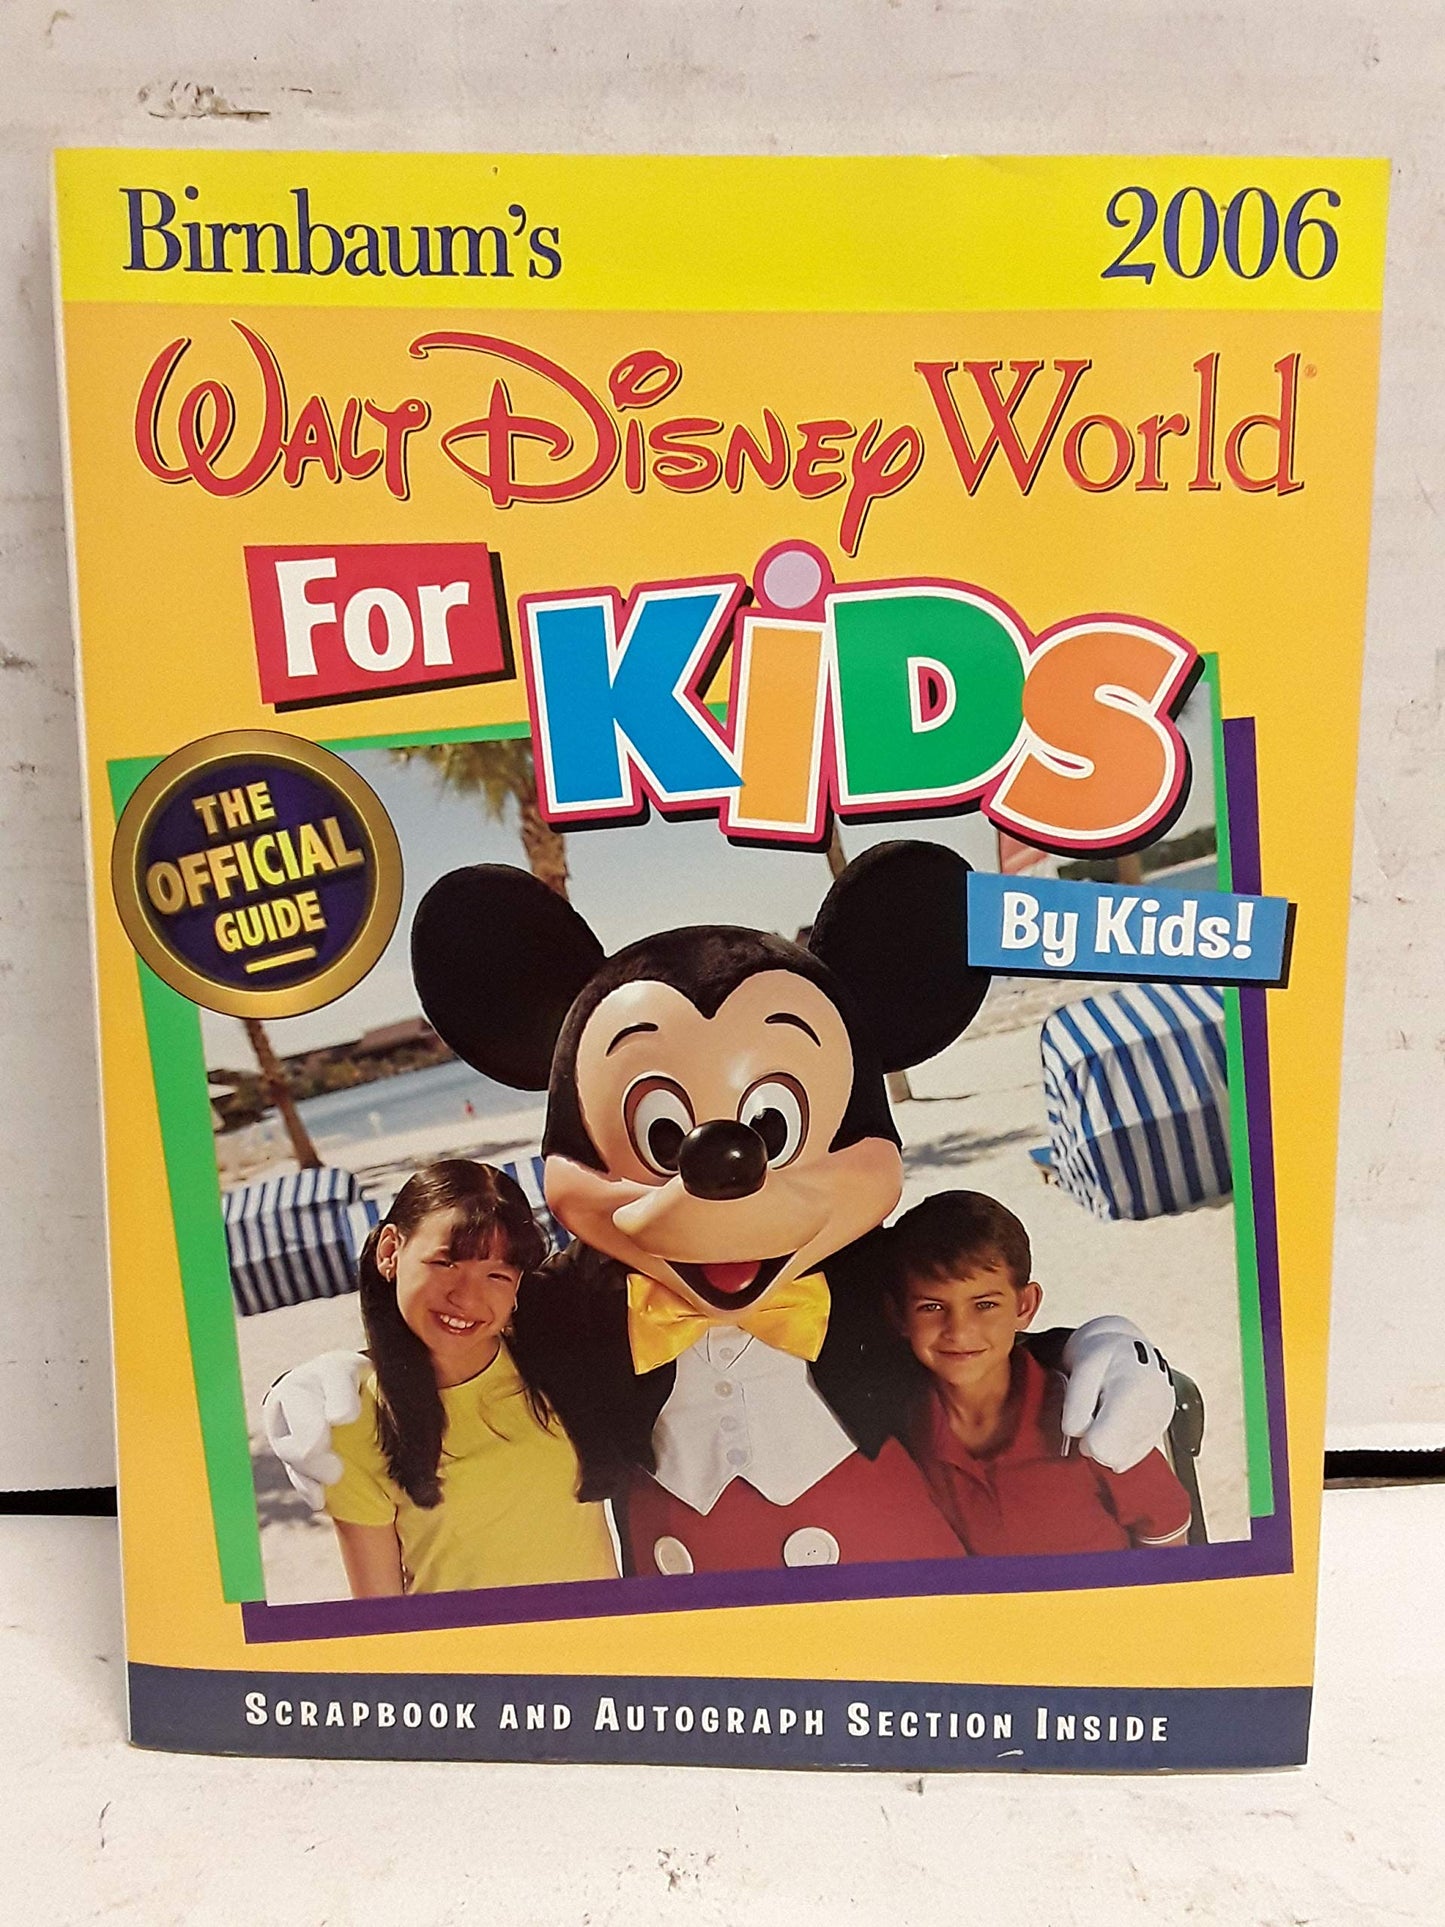 Birnbaum's 2006
WALT DISNEY World®
For KiDS
By Kids!
THE
OFFICIAL
GUIDE
SCRAPBOOK AND AUTOGRAPH SECTION INSIDE